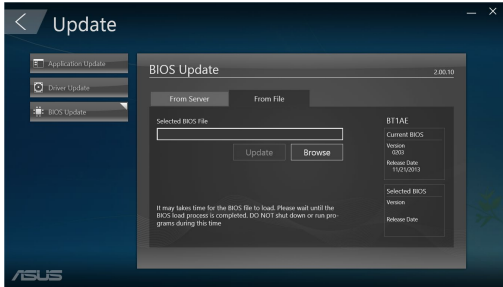 Update
Application Update
Driver Update
BIOS Update
BIOS Update
2.00.10
From Server
From File
Selected BIOS File
Update
Browse
It may takes time for the BIOS file to load. Please wait until the
BIOS load process is completed. DO NOT shut down or run pro-
grams during this time
BT1AE
Current BIOS
Version
0203
Release Date
11/21/2013
Selected BIOS
Version
Release Date
ASUS